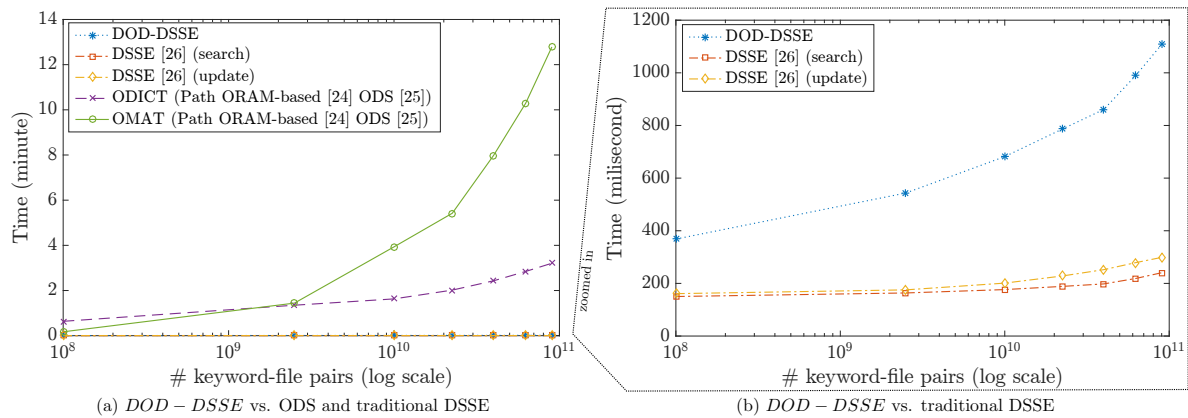 14
12
10
8
6
4
2
0
Time (minute)
DOD-DSSE
DSSE [26] (search)
DSSE [26] (update)
ODICT (Path ORAM-based [24] ODS [25])
OMAT (Path ORAM-based [24] ODS [25])
10^8
10^9
10^10
10^11
# keyword-file pairs (log scale)
(a) DOD − DSSE vs. ODS and traditional DSSE
zoomed in
1200
1000
800
600
400
200
0
Time (milisecond)
DOD-DSSE
DSSE [26] (search)
DSSE [26] (update)
10^8
10^9
10^10
10^11
# keyword-file pairs (log scale)
(b) DOD − DSSE vs. traditional DSSE